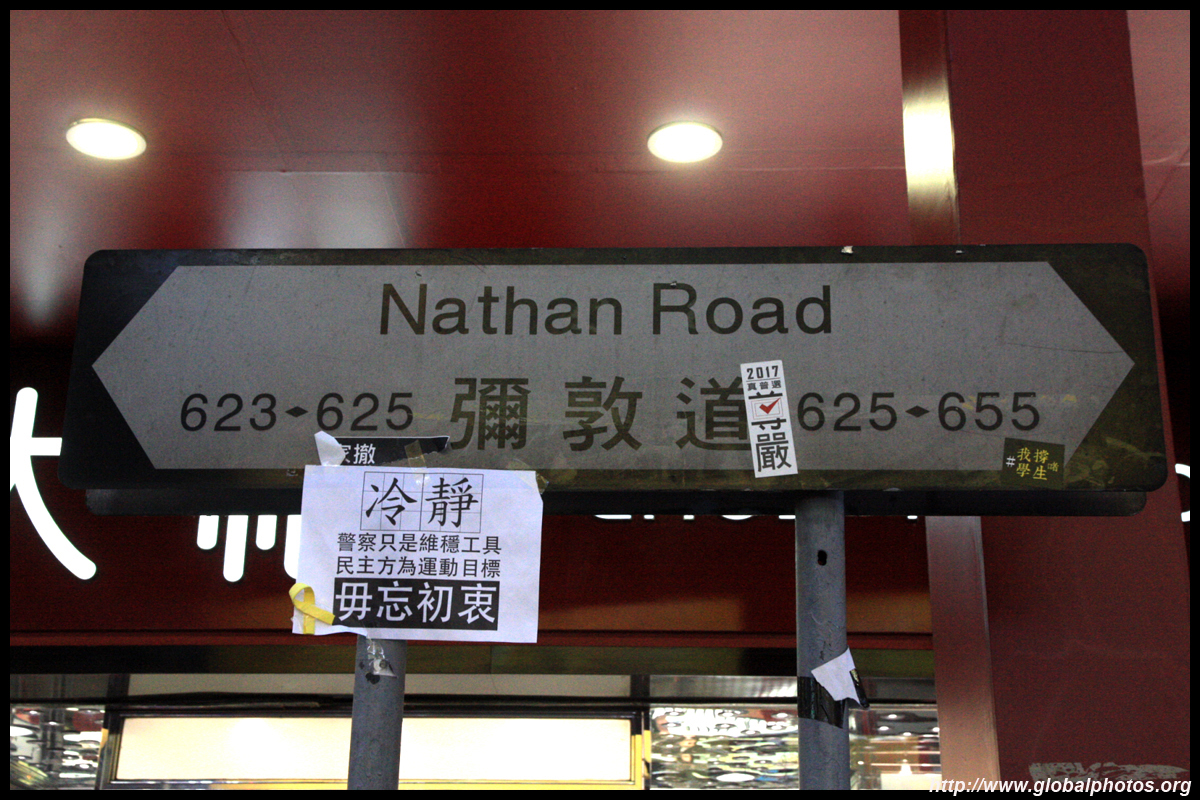 Nathan Road
623 625
彌敦道
625 655
2017
真普選
尊嚴
#我撐
學生
家撤
冷靜
警察只是維穩工具
民主方為運動目標
毋忘初衷
http://www.globalphotos.org